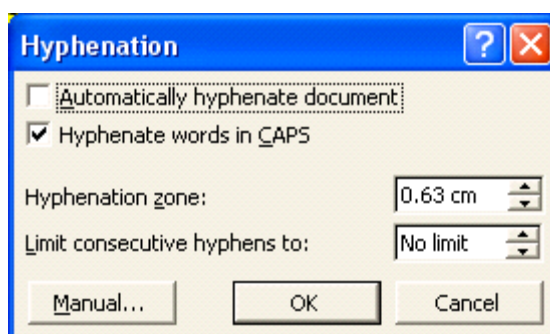 Hyphenation
Automatically hyphenate document
Hyphenate words in CAPS
Hyphenation zone: 0.63 cm
Limit consecutive hyphens to: No limit
Manual... OK Cancel